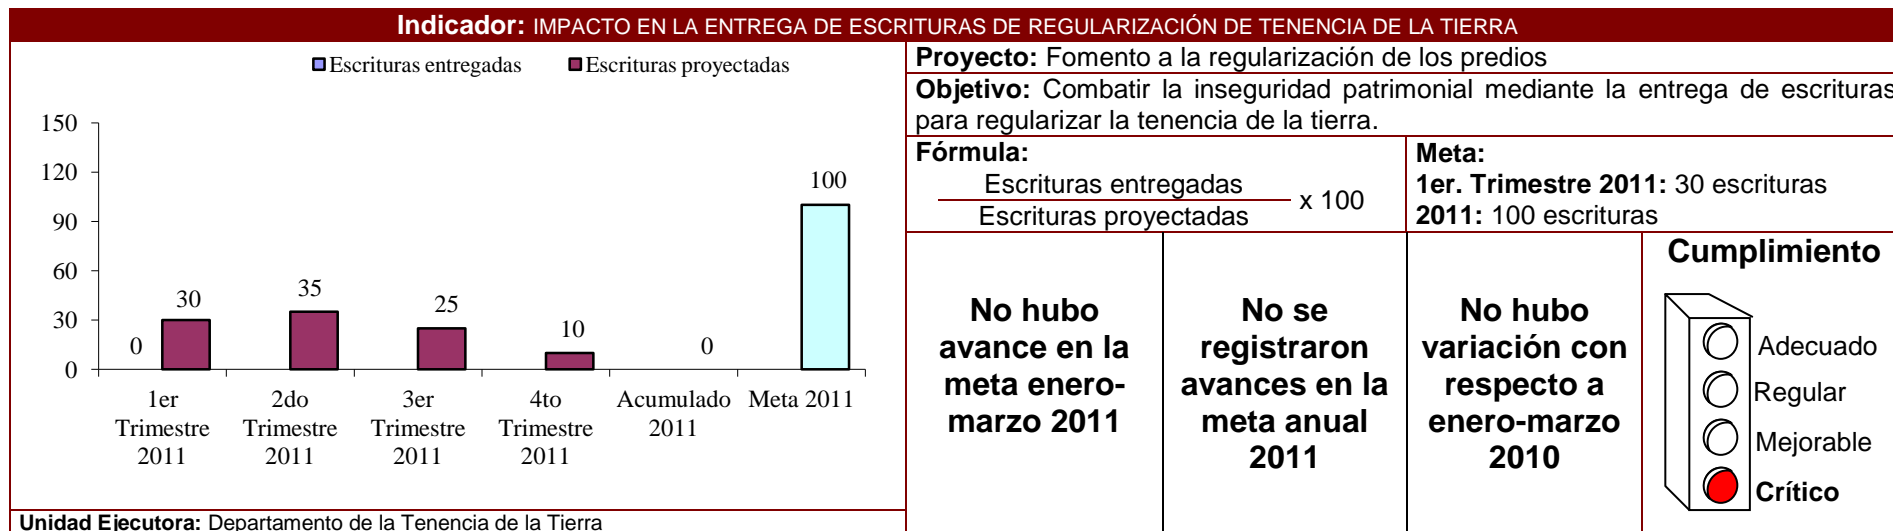 Indicador: IMPACTO EN LA ENTREGA DE ESCRITURAS DE REGULARIZACIÓN DE TENENCIA DE LA TIERRA
Escrituras entregadas Escrituras proyectadas
150
120
90
60
30
0
0
30
35
25
10
0
100
1er Trimestre 2011
2do Trimestre 2011
3er Trimestre 2011
4to Trimestre 2011
Acumulado 2011
Meta 2011
Unidad Ejecutora: Departamento de la Tenencia de la Tierra
Proyecto: Fomento a la regularización de los predios
Objetivo: Combatir la inseguridad patrimonial mediante la entrega de escrituras
para regularizar la tenencia de la tierra.
Fórmula:
Escrituras entregadas
Escrituras proyectadas
x 100
Meta:
1er. Trimestre 2011: 30 escrituras
2011: 100 escrituras
No hubo
avance en la
meta enero-
marzo 2011
No se
registraron
avances en la
meta anual
2011
No hubo
variación con
respecto a
enero-marzo
2010
Cumplimiento
Adecuado
Regular
Mejorable
Crítico